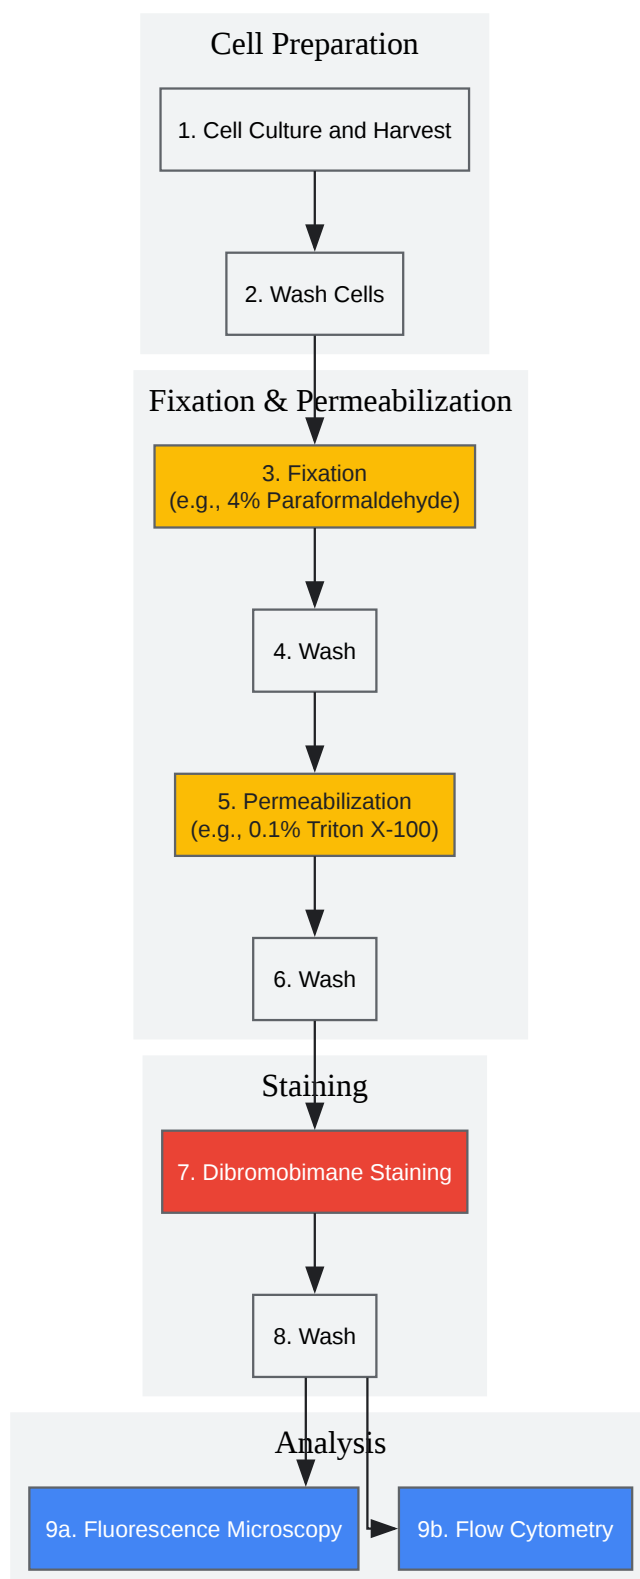 Cell Preparation
1. Cell Culture and Harvest
2. Wash Cells
Fixation & Permeabilization
3. Fixation
(e.g., 4% Paraformaldehyde)
4. Wash
5. Permeabilization
(e.g., 0.1% Triton X-100)
6. Wash
Staining
7. Dibromobimane Staining
8. Wash
Analysis
9a. Fluorescence Microscopy
9b. Flow Cytometry